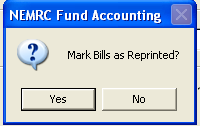 NEMRC Fund Accounting
Mark Bills as Reprinted?
Yes No